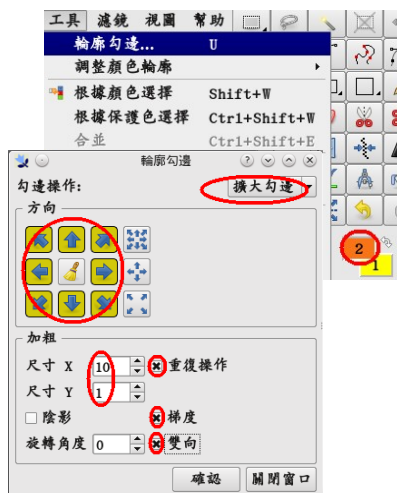 工具 濾鏡 視圖 幫助
輪廓勾邊... U
調整顏色輪廓
根據顏色選擇 Shift+W
根據保護色選擇 Ctrl+Shift+W
合並 Ctrl+Shift+E
輪廓勾邊
勾邊操作: 擴大勾邊
方向
2
1
加粗
尺寸 X 10 重復操作
尺寸 Y 1
陰影 梯度
旋轉角度 0 雙向
確認 關閉窗口